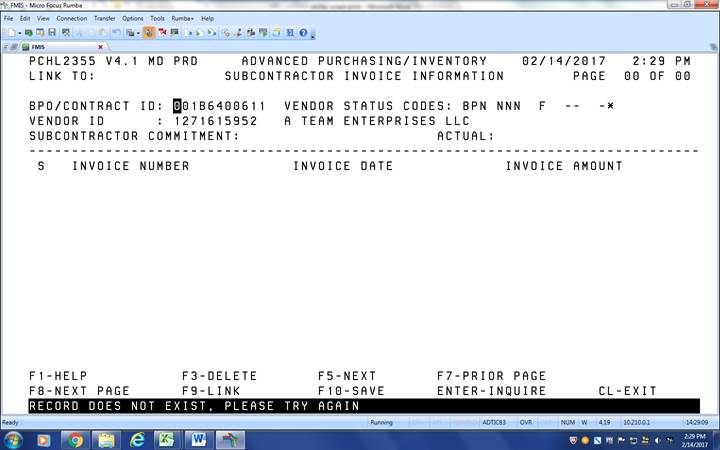 FMIS - Micro Focus Rumba
File Edit View Connection Transfer Options Tools Rumba+ Help
FMIS x
PCHL2355 V4.1 MD PRD ADVANCED PURCHASING/INVENTORY 02/14/2017 2:29 PM
LINK TO: SUBCONTRACTOR INVOICE INFORMATION PAGE 00 OF 00
BPO/CONTRACT ID: 001B6400611 VENDOR STATUS CODES: BPN NNN F -- -*
VENDOR ID : 1271615952 A TEAM ENTERPRISES LLC
SUBCONTRACTOR COMMITMENT: ACTUAL:
S INVOICE NUMBER INVOICE DATE INVOICE AMOUNT
F1-HELP F3-DELETE F5-NEXT F7-PRIOR PAGE
F8-NEXT PAGE F9-LINK F10-SAVE ENTER-INQUIRE CL-EXIT
RECORD DOES NOT EXIST, PLEASE TRY AGAIN
Ready Running ADTIC83 OVR NUM W 4,19 10.210.0.1 14:29:09
2:29 PM
2/14/2017